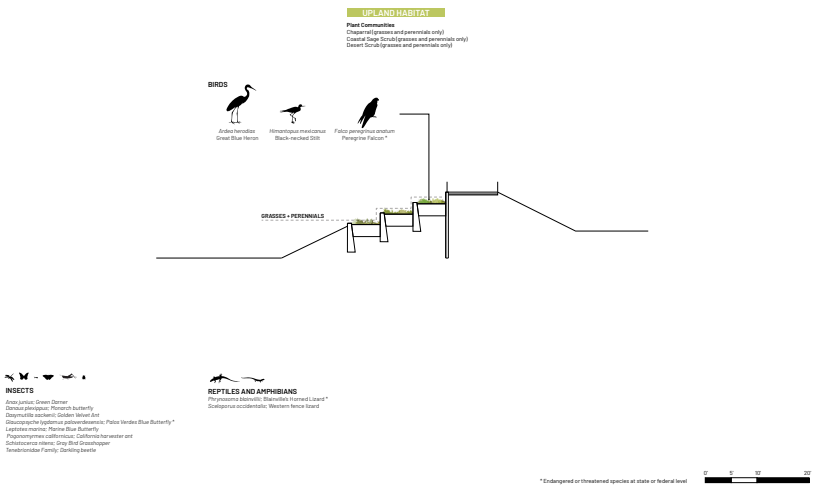 UPLAND HABITAT
Plant Communities
Chaparral (grasses and perennials only)
Coastal Sage Scrub (grasses and perennials only)
Desert Scrub (grasses and perennials only)
BIRDS
Ardea herodias
Great Blue Heron
Himantopus mexicanus
Black-necked Stilt
Falco peregrinus anatum
Peregrine Falcon *
GRASSES + PERENNIALS
INSECTS
Anax junius; Green Darner
Danaus plexippus; Monarch butterfly
Dasymutilla sackenii; Golden Velvet Ant
Glaucopsyche lygdamus palosverdesensis; Palos Verdes Blue Butterfly *
Leptotes marina; Marine Blue Butterfly
Pogonomyrmex californicus; California harvester ant
Schistocerca nitens; Gray Bird Grasshopper
Tenebrionidae Family; Darkling beetle
REPTILES AND AMPHIBIANS
Phrynosoma blainvillii; Blainville's Horned Lizard *
Sceloporus occidentalis; Western fence lizard
* Endangered or threatened species at state or federal level
0' 5' 10' 20'